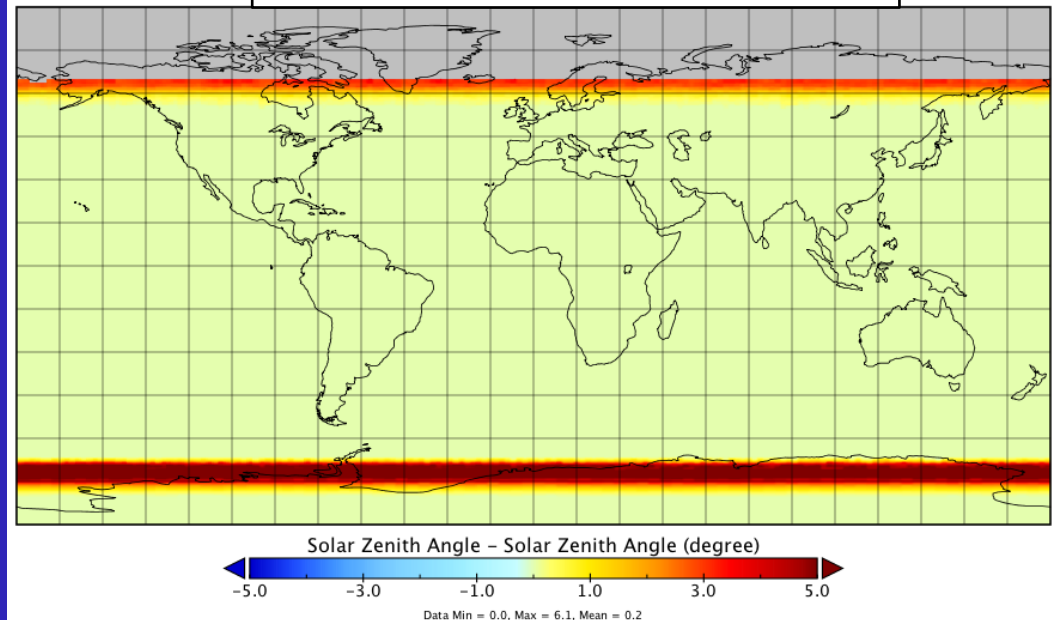 Solar Zenith Angle – Solar Zenith Angle (degree)
−5.0 −3.0 −1.0 1.0 3.0 5.0
Data Min = 0.0, Max = 6.1, Mean = 0.2